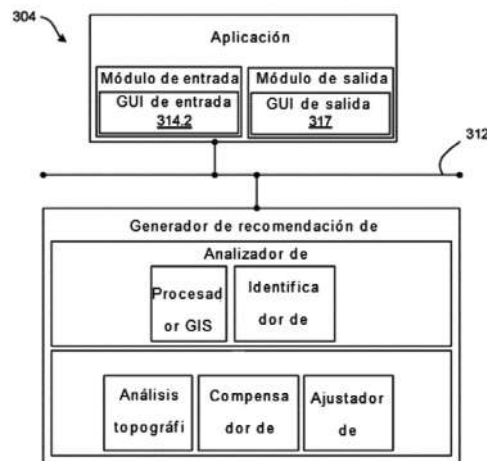 304
Aplicación
Módulo de entrada
Módulo de salida
GUI de entrada
314.2
GUI de salida
317
312
Generador de recomendación de
Analizador de
Procesad
or GIS
Identifica
dor de
Análisis
topográfi
Compensa
dor de
Ajustador
de